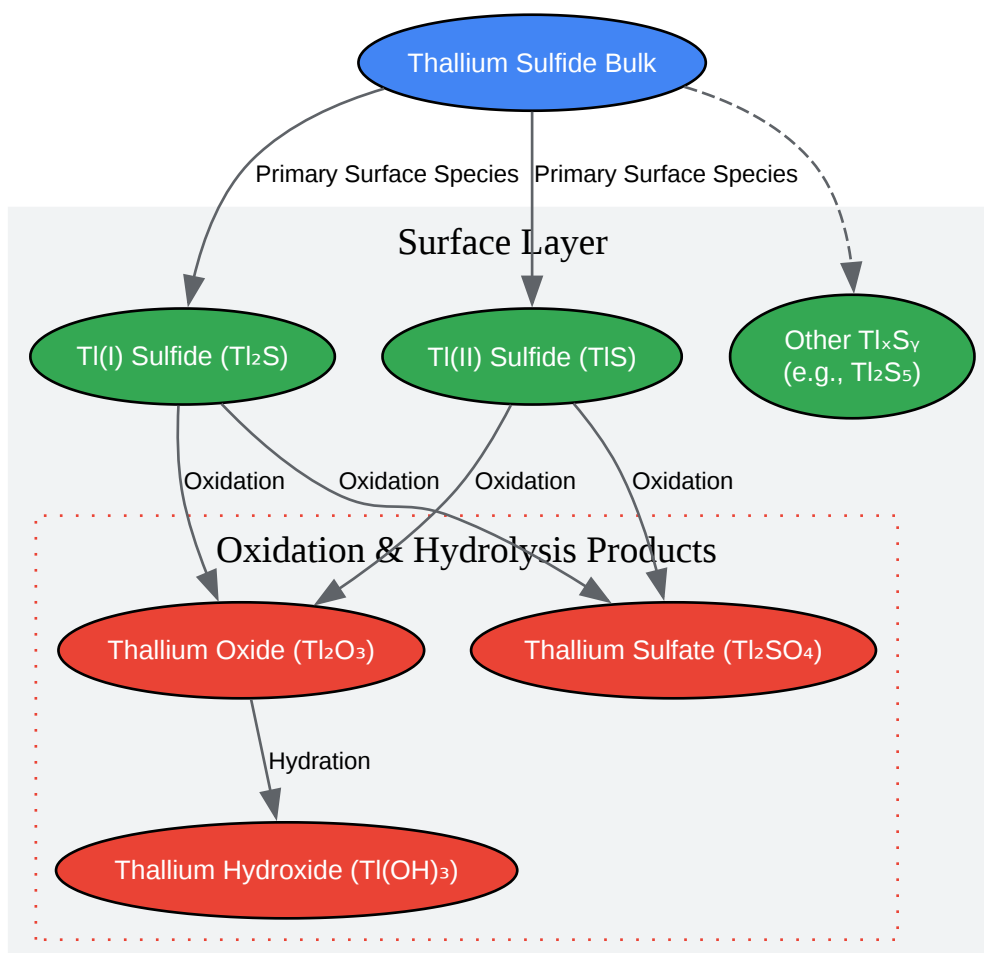 Thallium Sulfide Bulk
Primary Surface Species
Primary Surface Species
Surface Layer
Tl(I) Sulfide (Tl₂S)
Tl(II) Sulfide (TlS)
Other TlₓSᵧ
(e.g., Tl₂S₅)
Oxidation
Oxidation
Oxidation
Oxidation
Oxidation & Hydrolysis Products
Thallium Oxide (Tl₂O₃)
Thallium Sulfate (Tl₂SO₄)
Hydration
Thallium Hydroxide (Tl(OH)₃)